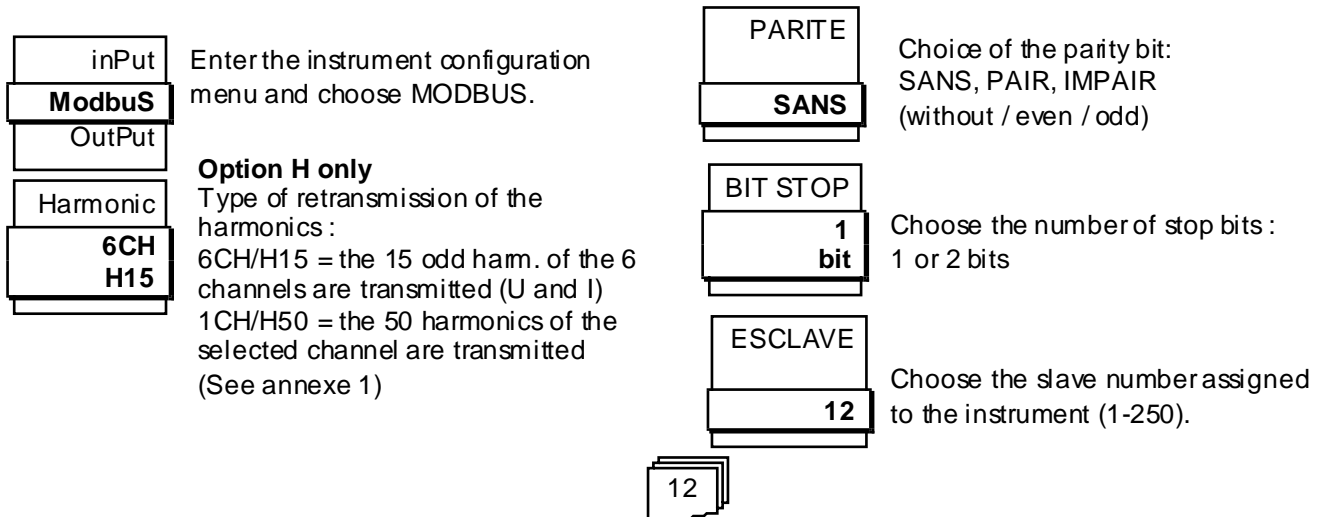 inPut
ModbuS
OutPut
Enter the instrument configuration
menu and choose MODBUS.
Harmonic
6CH
H15
Option H only
Type of retransmission of the
harmonics :
6CH/H15 = the 15 odd harm. of the 6
channels are transmitted (U and I)
1CH/H50 = the 50 harmonics of the
selected channel are transmitted
(See annexe 1)
PARITE
SANS
Choice of the parity bit:
SANS, PAIR, IMPAIR
(without / even / odd)
BIT STOP
1
bit
Choose the number of stop bits :
1 or 2 bits
ESCLAVE
12
Choose the slave number assigned
to the instrument (1-250).
12